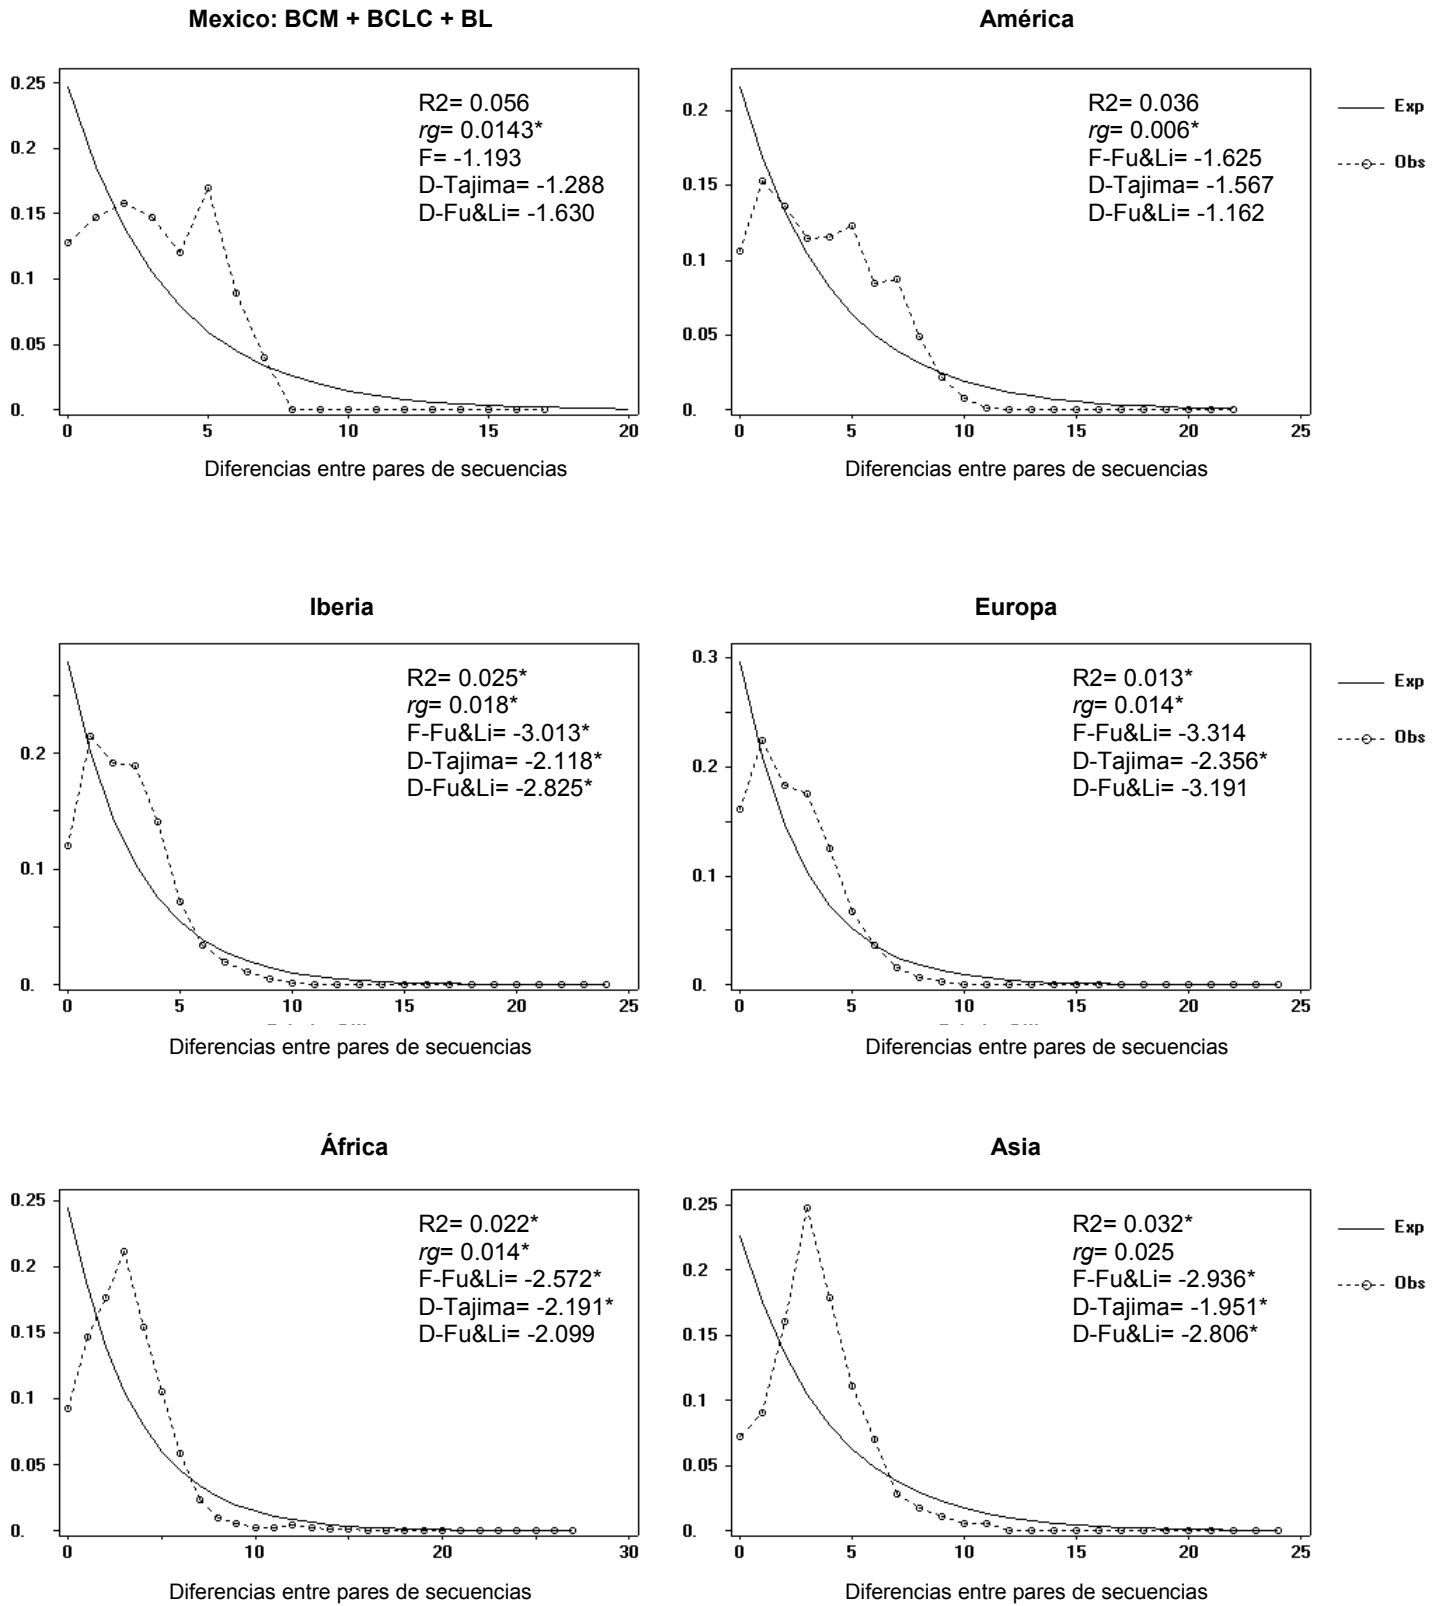 Mexico: BCM + BCLC + BL
0.25
0.2
0.15
0.1
0.05
0.
0 5 10 15 20
R2= 0.056
rg= 0.0143*
F= -1.193
D-Tajima= -1.288
D-Fu&Li= -1.630
Diferencias entre pares de secuencias
América
0.2
0.15
0.1
0.05
0.
0 5 10 15 20 25
R2= 0.036
rg= 0.006*
F-Fu&Li= -1.625
D-Tajima= -1.567
D-Fu&Li= -1.162
Exp
Obs
Diferencias entre pares de secuencias
Iberia
0.2
0.1
0.
0 5 10 15 20 25
R2= 0.025*
rg= 0.018*
F-Fu&Li= -3.013*
D-Tajima= -2.118*
D-Fu&Li= -2.825*
Diferencias entre pares de secuencias
Europa
0.3
0.2
0.1
0.
0 5 10 15 20 25
R2= 0.013*
rg= 0.014*
F-Fu&Li= -3.314
D-Tajima= -2.356*
D-Fu&Li= -3.191
Exp
Obs
Diferencias entre pares de secuencias
África
0.25
0.2
0.15
0.1
0.05
0.
0 10 20 30
R2= 0.022*
rg= 0.014*
F-Fu&Li= -2.572*
D-Tajima= -2.191*
D-Fu&Li= -2.099
Diferencias entre pares de secuencias
Asia
0.25
0.2
0.15
0.1
0.05
0.
0 5 10 15 20 25
R2= 0.032*
rg= 0.025
F-Fu&Li= -2.936*
D-Tajima= -1.951*
D-Fu&Li= -2.806*
Exp
Obs
Diferencias entre pares de secuencias